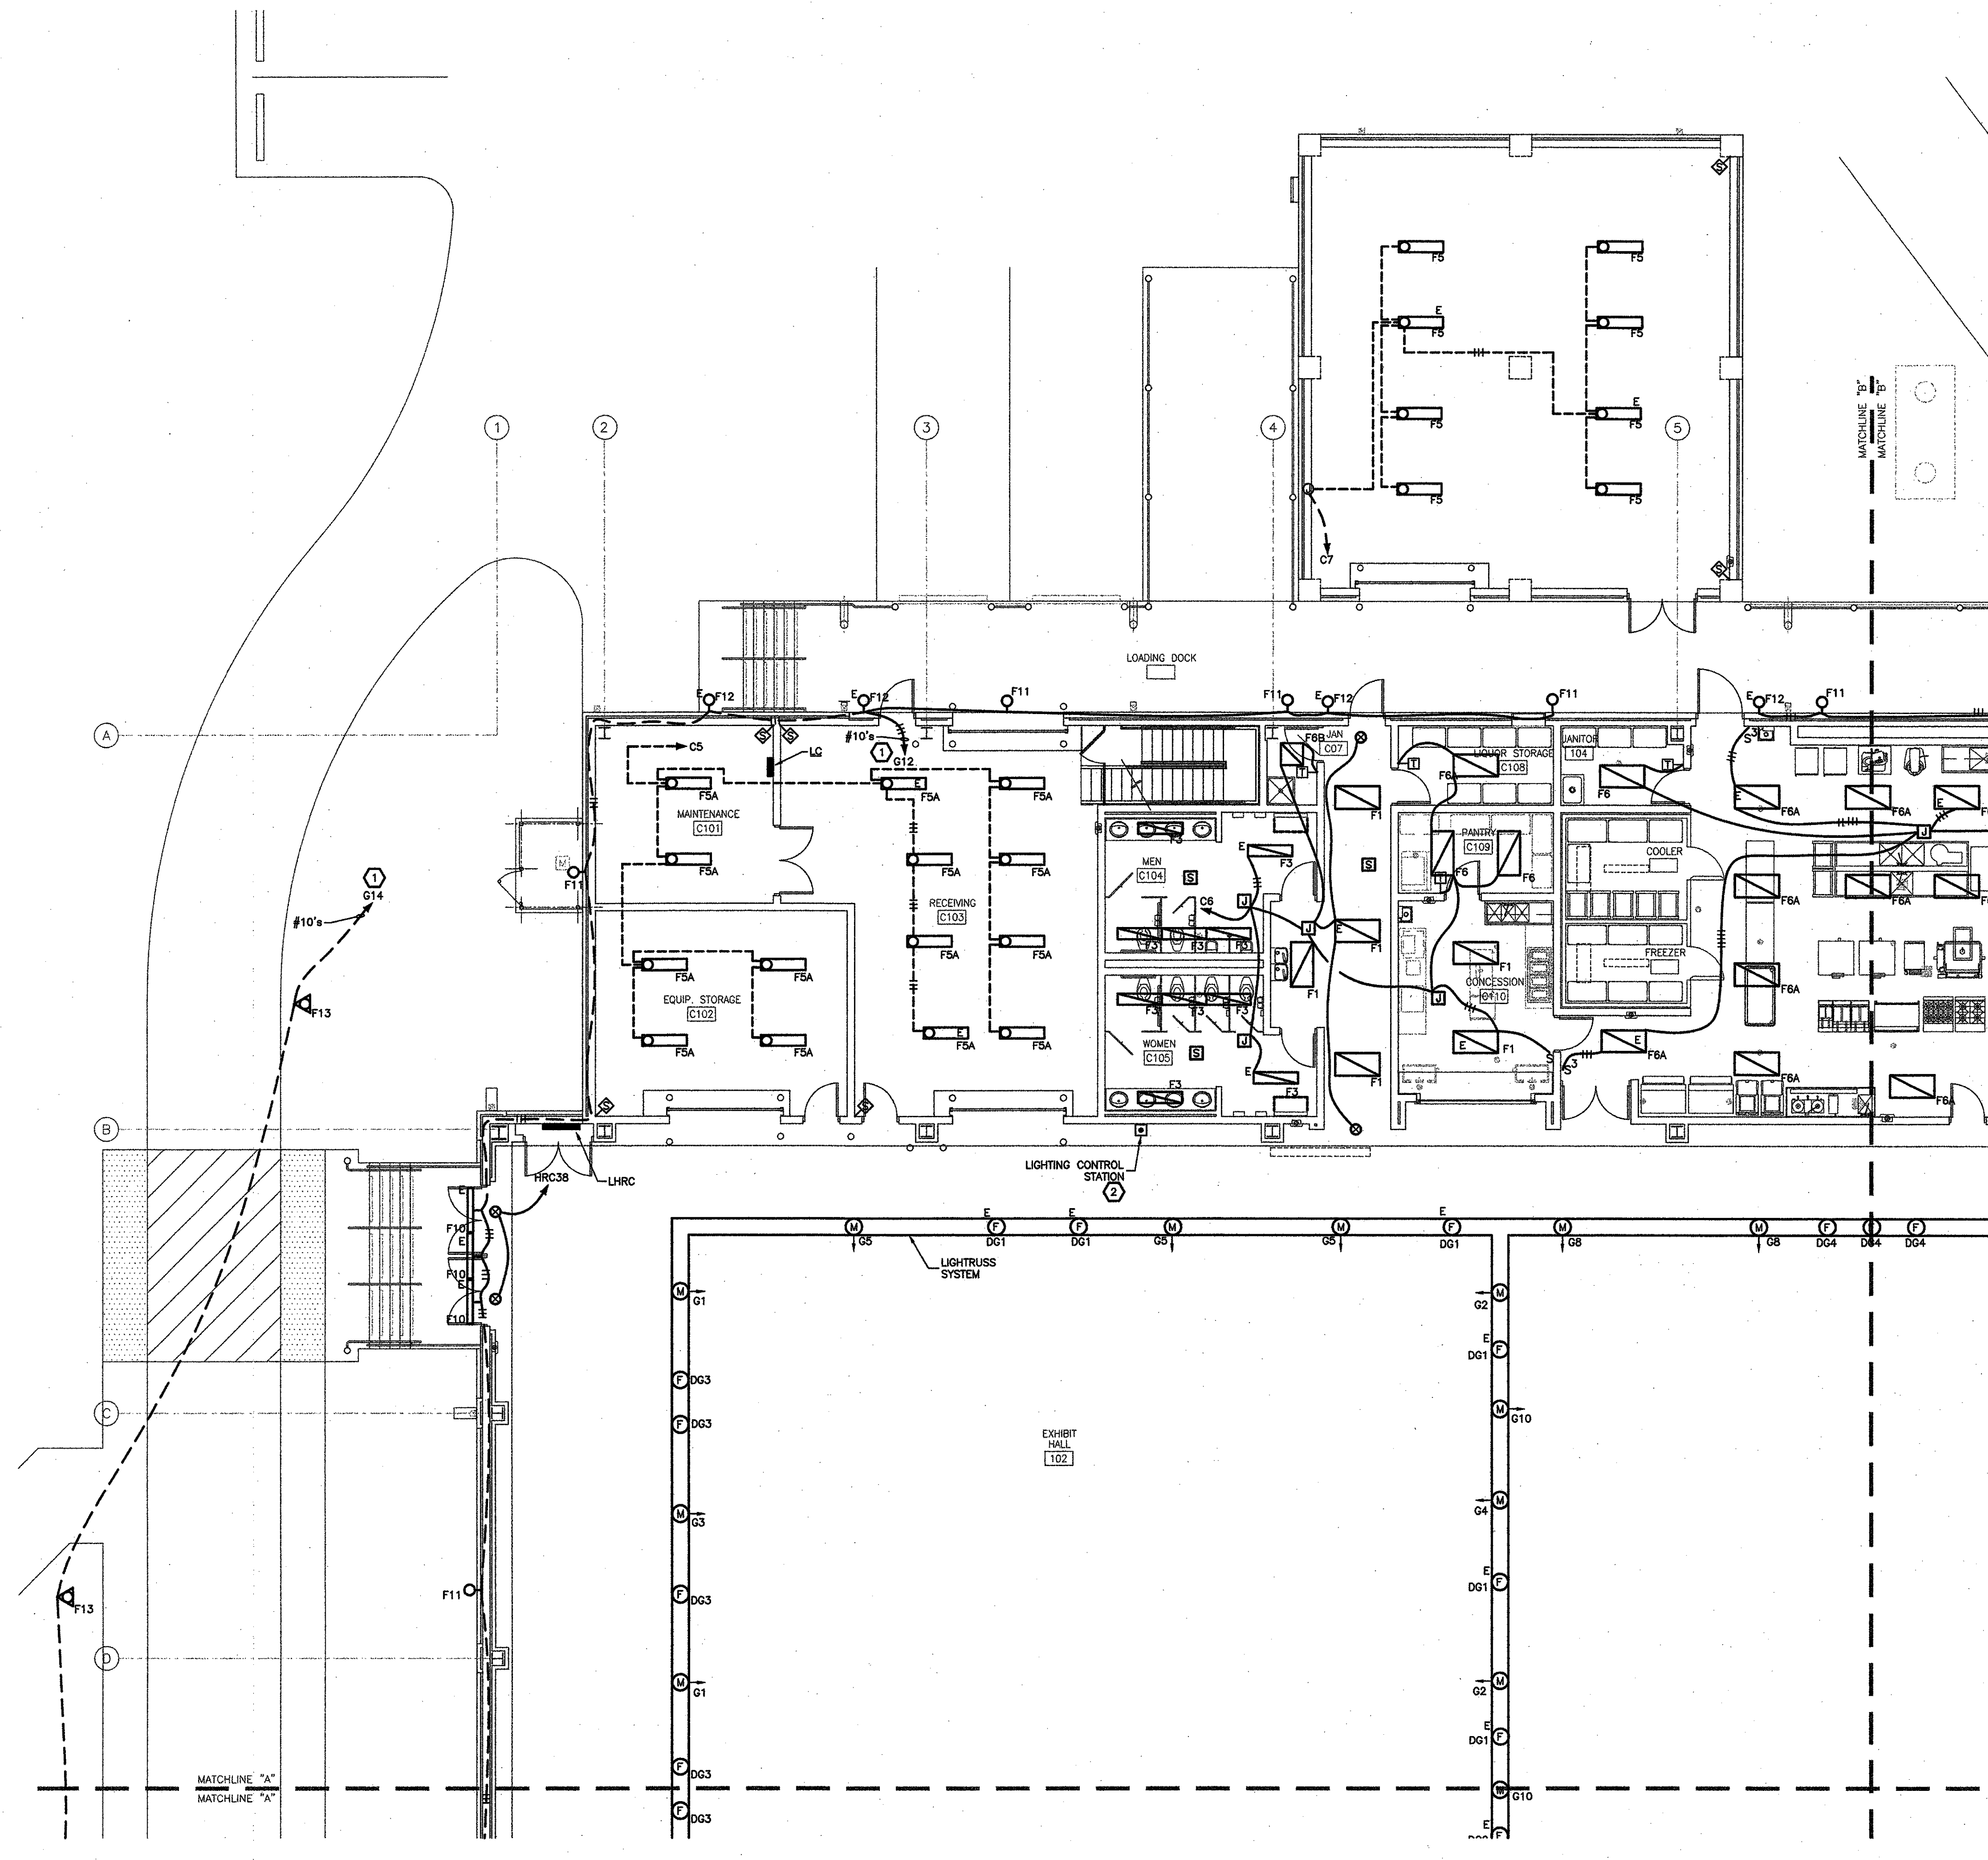 F5
F5
E
F5
F5
MATCHLINE "B"
MATCHLINE "B"
1
2
3
4
5
E
F5
F5
F5
F5
C7
LOADING DOCK
E
F12
E
F12
F11
F11
E
F12
F11
E
F12
F11
A
S
S
#10's
1
G12
LC
C5
F6B
JAN
C07
LIQUOR STORAGE
C108
JANITOR
104
S3
T
T
T
F6A
F6
E
F5A
F5A
F5A
MAINTENANCE
C101
F1
E
F6A
F6A
E
J
F3
PANTRY
C109
COOLER
F5A
F5A
F5A
MEN
C104
E
F3
S
S
M
F11
F6
F6
F6A
F6A
1
G14
#10's
RECEIVING
C103
C6
J
J
E
F1
F3
F3
F3
F5A
F5A
FREEZER
F1
F5A
F5A
F1
CONCESSION
C110
F6A
EQUIP. STORAGE
C102
F3
F3
F3
J
F13
F5A
F5A
E
F5A
F5A
WOMEN
C105
S
J
E
F1
S
S3
E
F6A
F1
F6A
E
F3
F3
F6A
S
S
B
LIGHTING CONTROL
STATION
2
HRC38
LHRC
E
F10
E
F10
E
F10
M
G5
E
F
DG1
E
F
DG1
M
G5
M
G5
E
F
DG1
M
G8
M
G8
F
DG4
DG4
F
DG4
LIGHTRUSS
SYSTEM
M
G1
G2
M
E
DG1
F
F
DG3
M
G10
C
F
DG3
EXHIBIT
HALL
102
M
G3
G4
M
E
DG1
F
F11
F
DG3
F13
D
M
G1
G2
M
E
DG1
F
F
DG3
MATCHLINE "A"
MATCHLINE "A"
M
G10
F
DG3
E
F